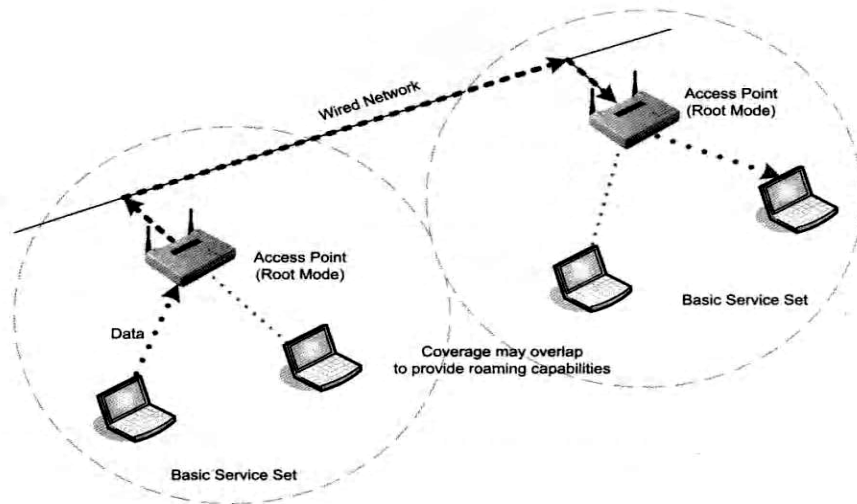 Wired Network
Access Point
(Root Mode)
Access Point
(Root Mode)
Data
Basic Service Set
Coverage may overlap
to provide roaming capabilities
Basic Service Set